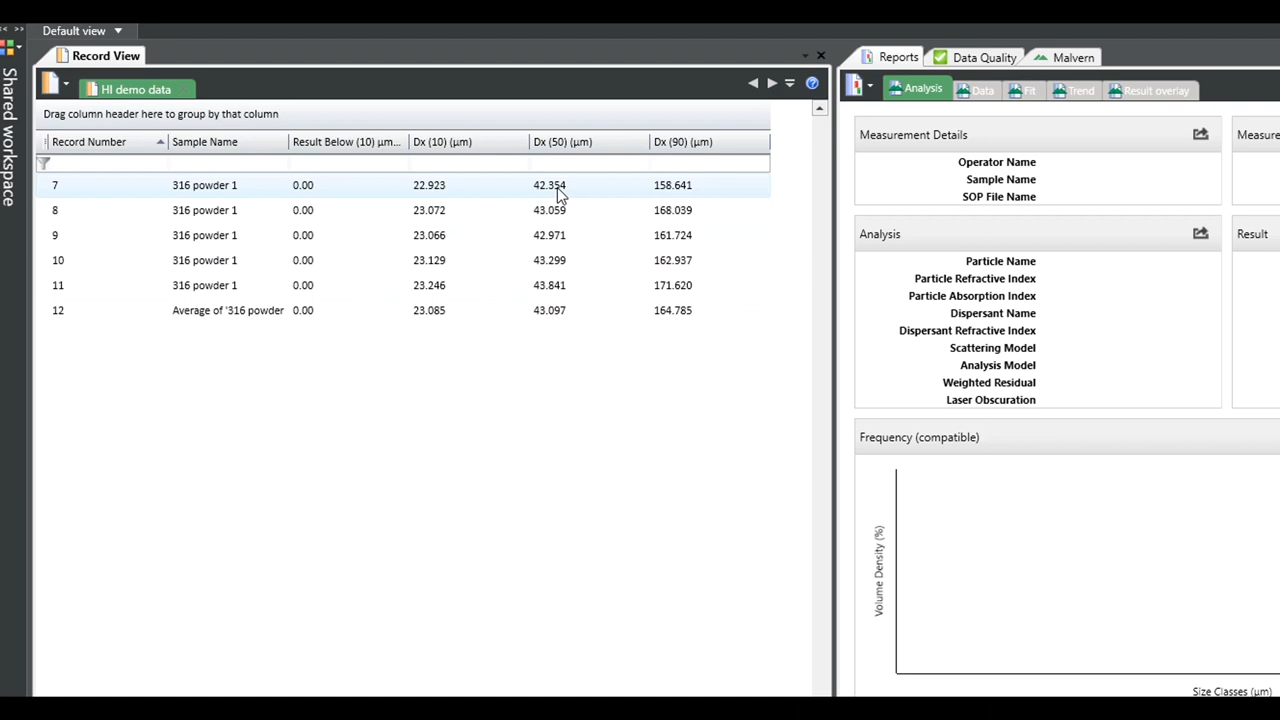 Default view
Record View
HI demo data
Drag column header here to group by that column
Record Number Sample Name Result Below (10) µm... Dx (10) (µm) Dx (50) (µm) Dx (90) (µm)
7 316 powder 1 0.00 22.923 42.354 158.641
8 316 powder 1 0.00 23.072 43.059 168.039
9 316 powder 1 0.00 23.066 42.971 161.724
10 316 powder 1 0.00 23.129 43.299 162.937
11 316 powder 1 0.00 23.246 43.841 171.620
12 Average of '316 powder 0.00 23.085 43.097 164.785
Shared workspace
Reports Data Quality Malvern
Analysis Data Fit Trend Result overlay
Measurement Details
Operator Name
Sample Name
SOP File Name
Measure
Analysis
Particle Name
Particle Refractive Index
Particle Absorption Index
Dispersant Name
Dispersant Refractive Index
Scattering Model
Analysis Model
Weighted Residual
Laser Obscuration
Result
Frequency (compatible)
Volume Density (%)
Size Classes (µm)